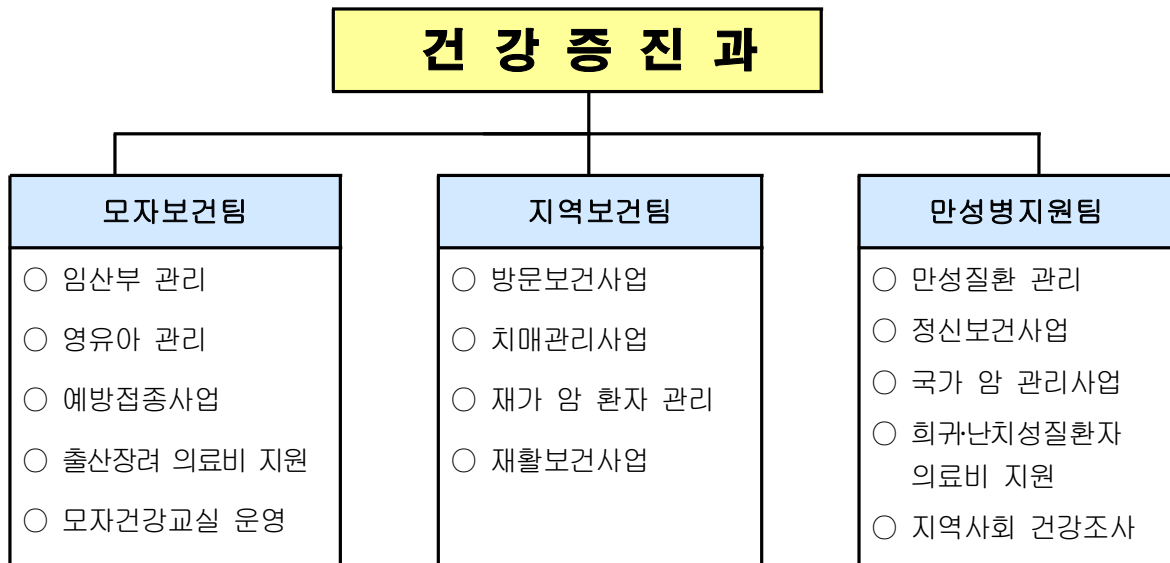 건 강 증 진 과
모자보건팀
○ 임산부 관리
○ 영유아 관리
○ 예방접종사업
○ 출산장려 의료비 지원
○ 모자건강교실 운영
지역보건팀
○ 방문보건사업
○ 치매관리사업
○ 재가 암 환자 관리
○ 재활보건사업
만성병지원팀
○ 만성질환 관리
○ 정신보건사업
○ 국가 암 관리사업
○ 희귀·난치성질환자
의료비 지원
○ 지역사회 건강조사